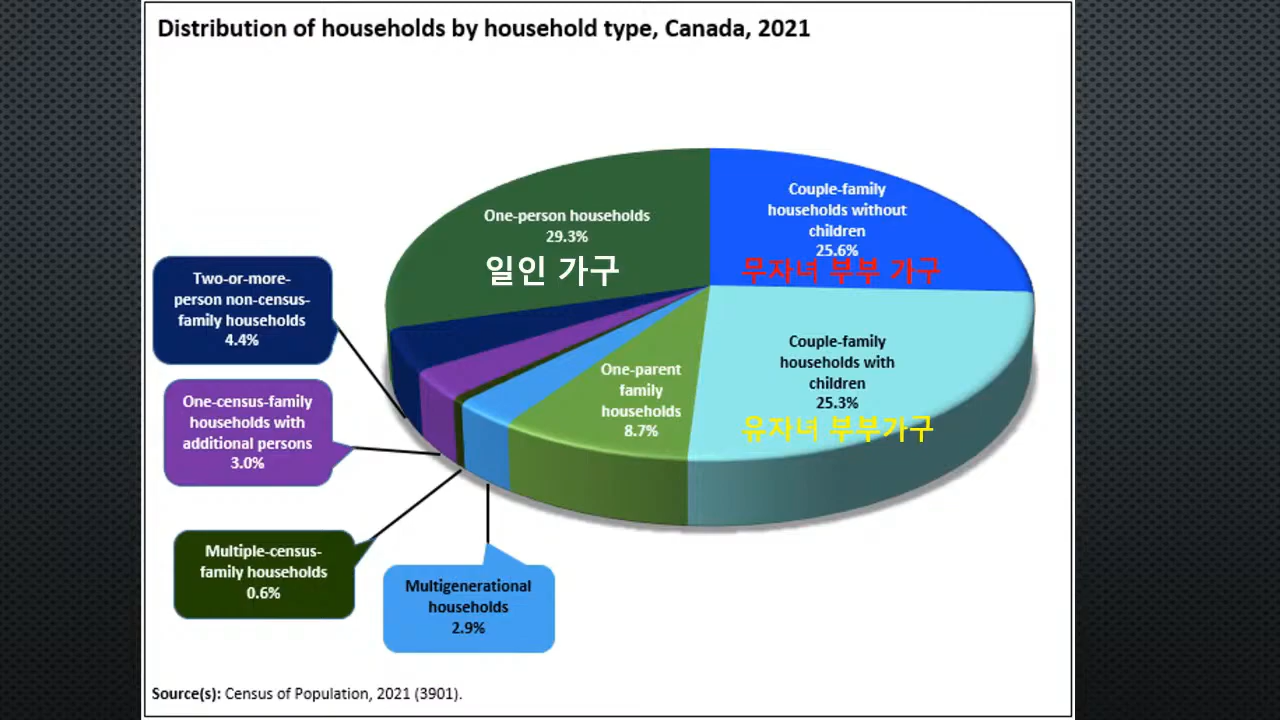 Distribution of households by household type, Canada, 2021
One-person households
29.3%
일인 가구
Couple-family
households without
children
25.6%
무자녀 부부 가구
Two-or-more-
person non-census-
family households
4.4%
Couple-family
households with
children
25.3%
유자녀 부부가구
One-parent
family
households
8.7%
One-census-family
households with
additional persons
3.0%
Multiple-census-
family households
0.6%
Multigenerational
households
2.9%
Source(s): Census of Population, 2021 (3901).